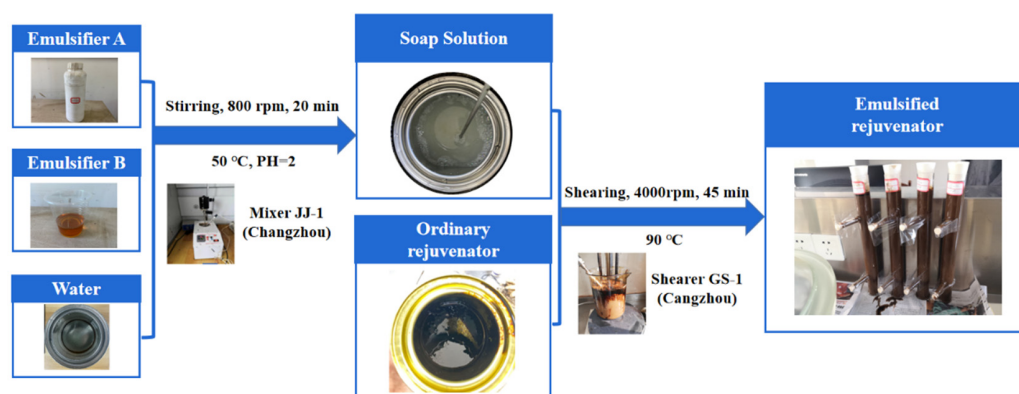 Emulsifier A
Emulsifier B
Water
Stirring, 800 rpm, 20 min
50 ℃, PH=2
Mixer JJ-1
(Changzhou)
Soap Solution
Ordinary
rejuvenator
Shearing, 4000rpm, 45 min
90 ℃
Shearer GS-1
(Cangzhou)
Emulsified
rejuvenator